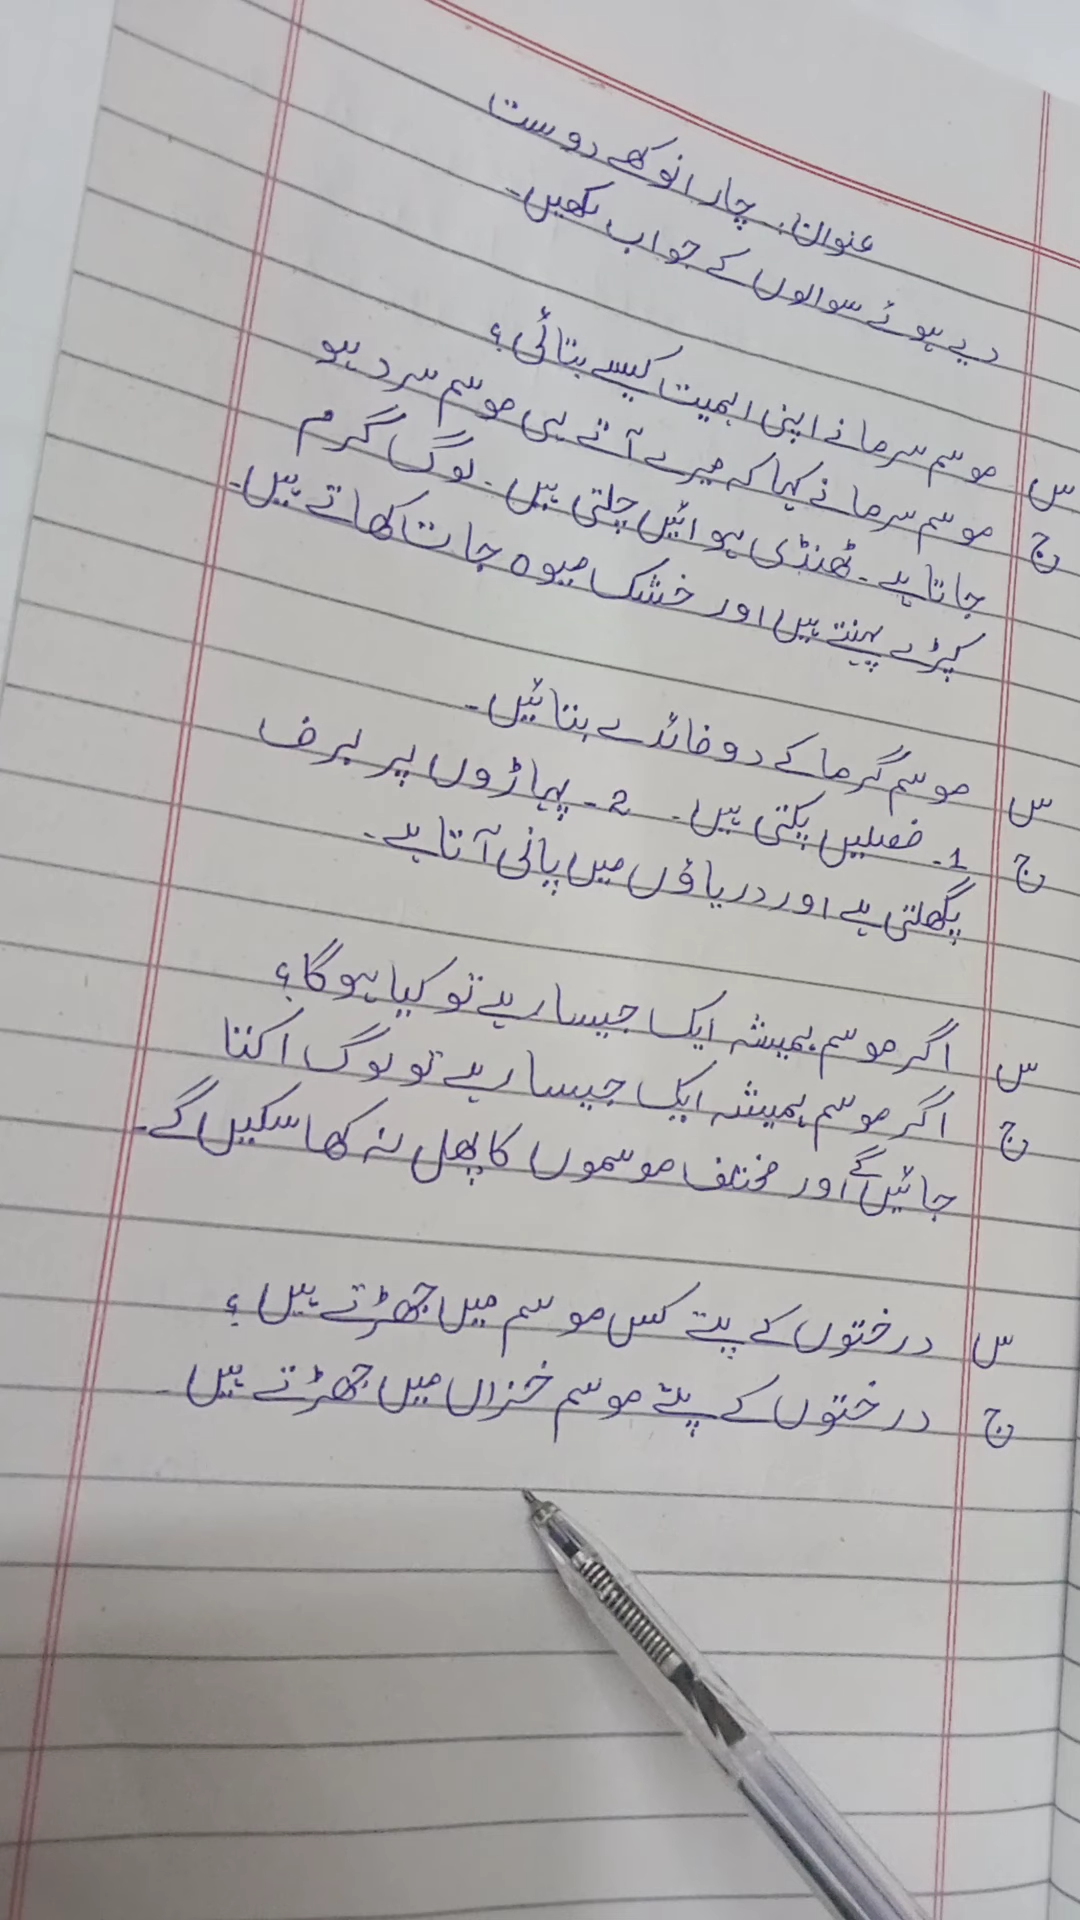 عنوان: چار انوکھے دوست
دیے ہوئے سوالوں کے جواب لکھیں۔
س موسم سرما نے اپنی اہمیت کیسے بتائی؟
ج موسم سرما نے کہا کہ میرے آتے ہی موسم سرد ہو
جاتا ہے۔ ٹھنڈی ہوائیں چلتی ہیں۔ لوگ گرم
کپڑے پہنتے ہیں اور خشک میوہ جات کھاتے ہیں۔
س موسم گرما کے دو فائدے بتائیں۔
ج 1۔ فصلیں پکتی ہیں۔ 2۔ پہاڑوں پر برف
پگھلتی ہے اور دریاؤں میں پانی آتا ہے۔
س اگر موسم ہمیشہ ایک جیسا رہے تو کیا ہوگا؟
ج اگر موسم ہمیشہ ایک جیسا رہے تو لوگ اکتا
جائیں گے اور مختلف موسموں کا پھل نہ کھا سکیں گے۔
س درختوں کے پتے کس موسم میں جھڑتے ہیں؟
ج درختوں کے پتے موسم خزاں میں جھڑتے ہیں۔